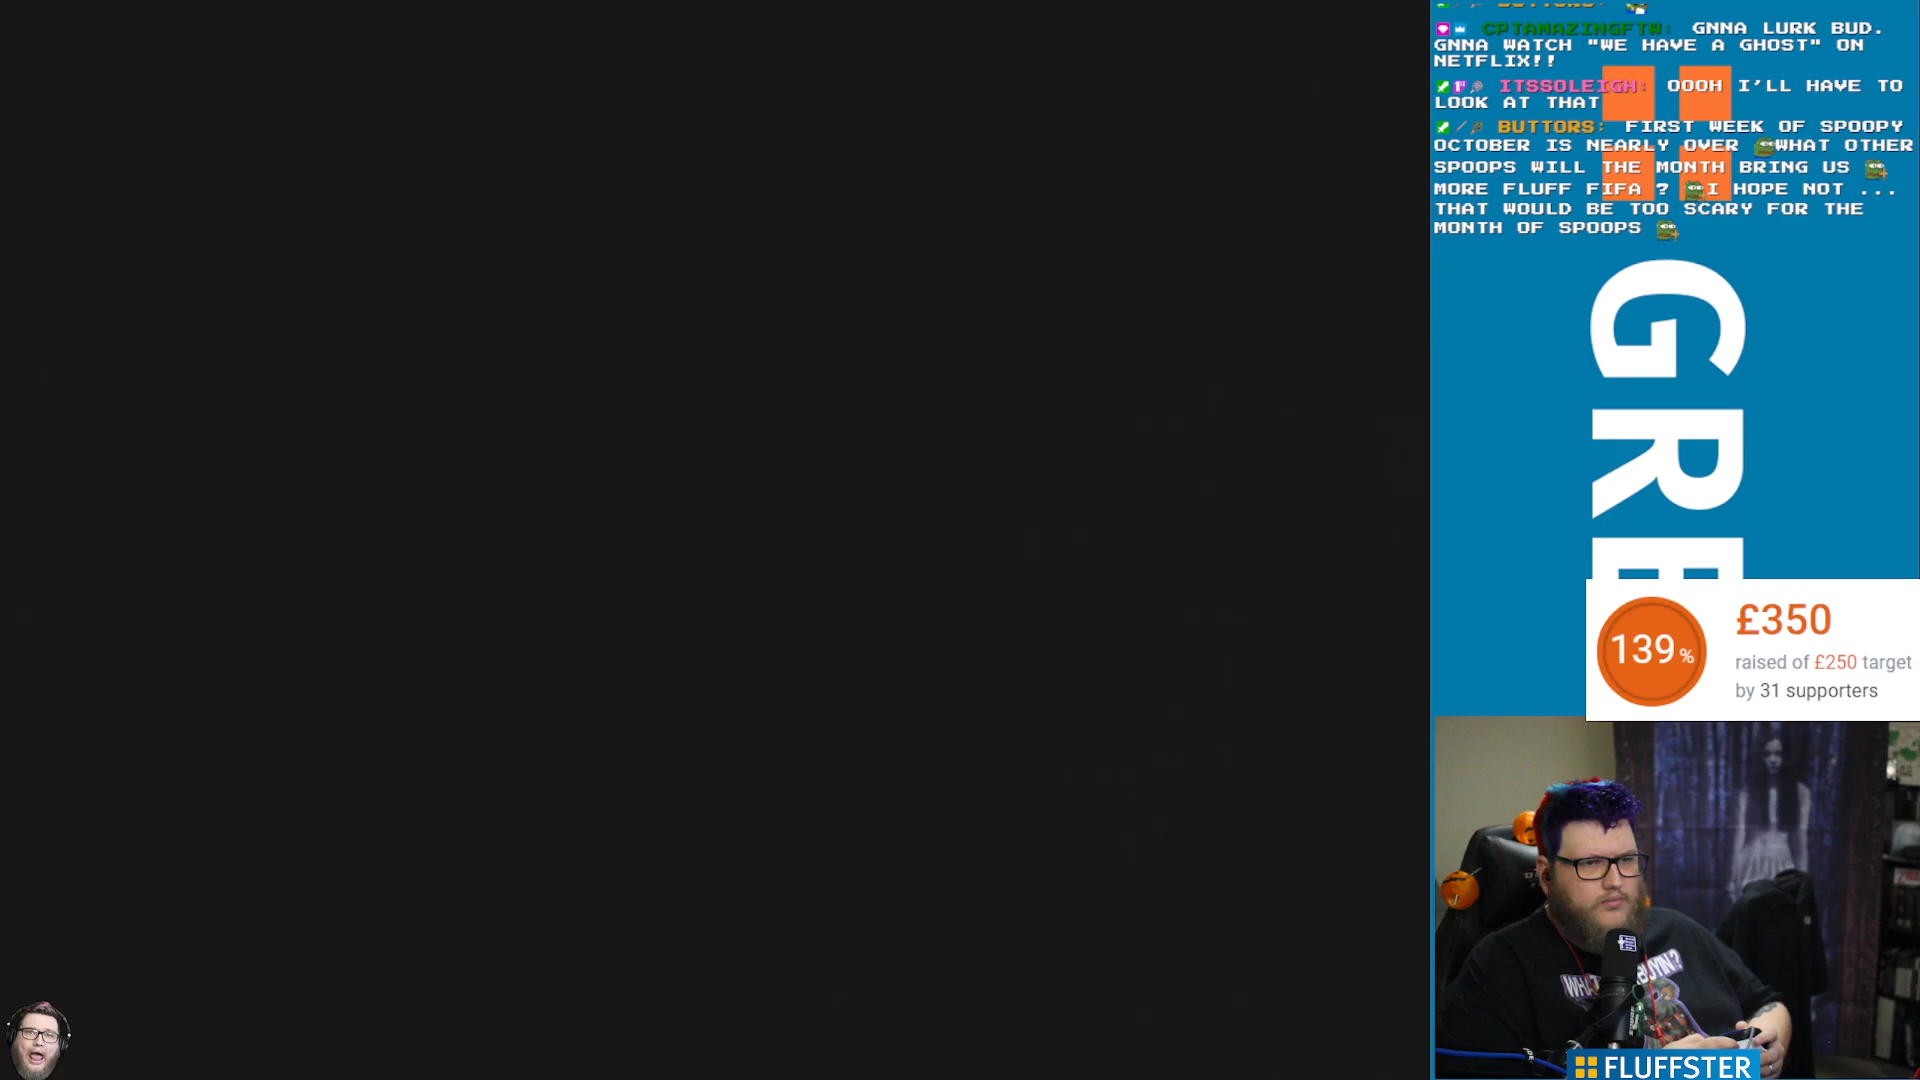 CPTAMAZINGFTW: GNNA LURK BUD.
GNNA WATCH "WE HAVE A GHOST" ON
NETFLIX!!
ITSSOLEIGH: OOOH I'LL HAVE TO
LOOK AT THAT
BUTTORS: FIRST WEEK OF SPOOPY
OCTOBER IS NEARLY OVER WHAT OTHER
SPOOPS WILL THE MONTH BRING US
MORE FLUFF FIFA ? I HOPE NOT ...
THAT WOULD BE TOO SCARY FOR THE
MONTH OF SPOOPS
GRE
139%
£350
raised of £250 target
by 31 supporters
FLUFFSTER